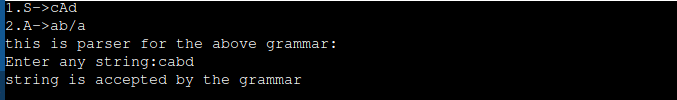 1.S->cAd
2.A->ab/a
this is parser for the above grammar:
Enter any string:cabd
string is accepted by the grammar